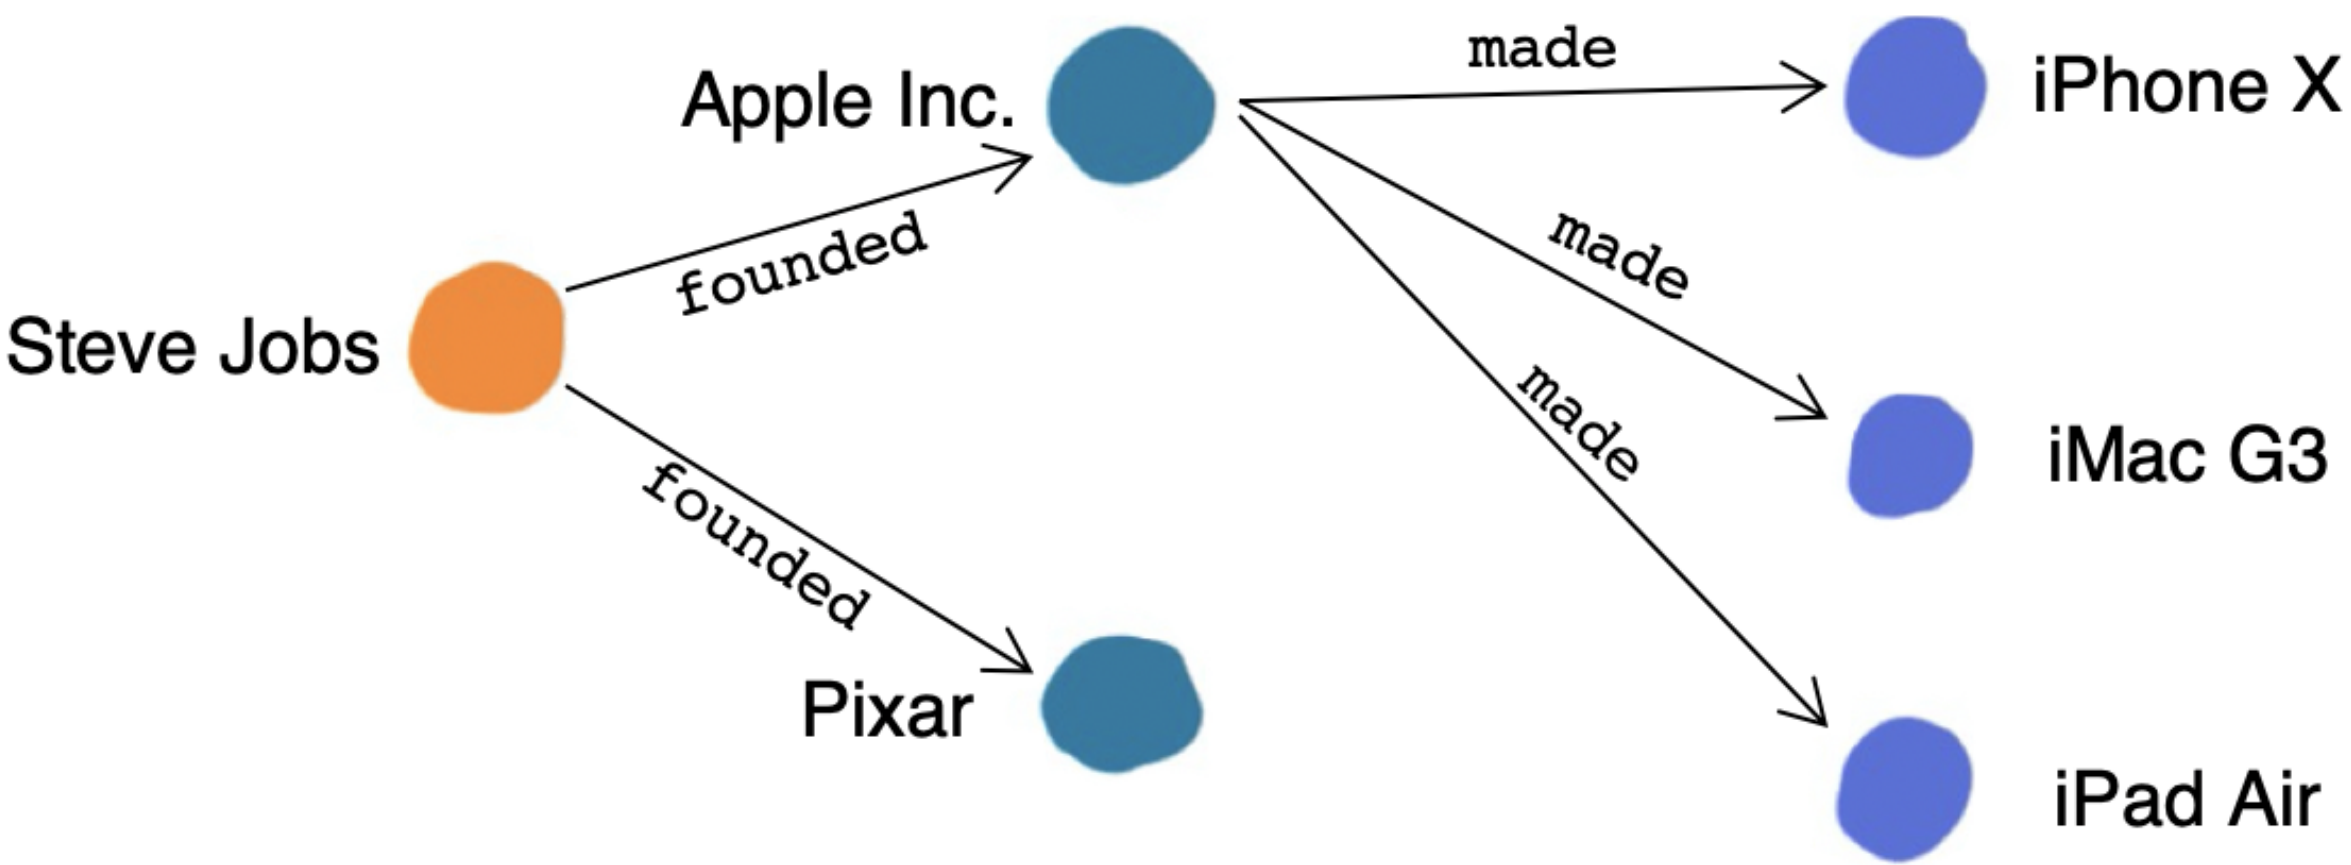 made
iPhone X
Apple Inc.
founded
made
Steve Jobs
made
iMac G3
founded
Pixar
iPad Air